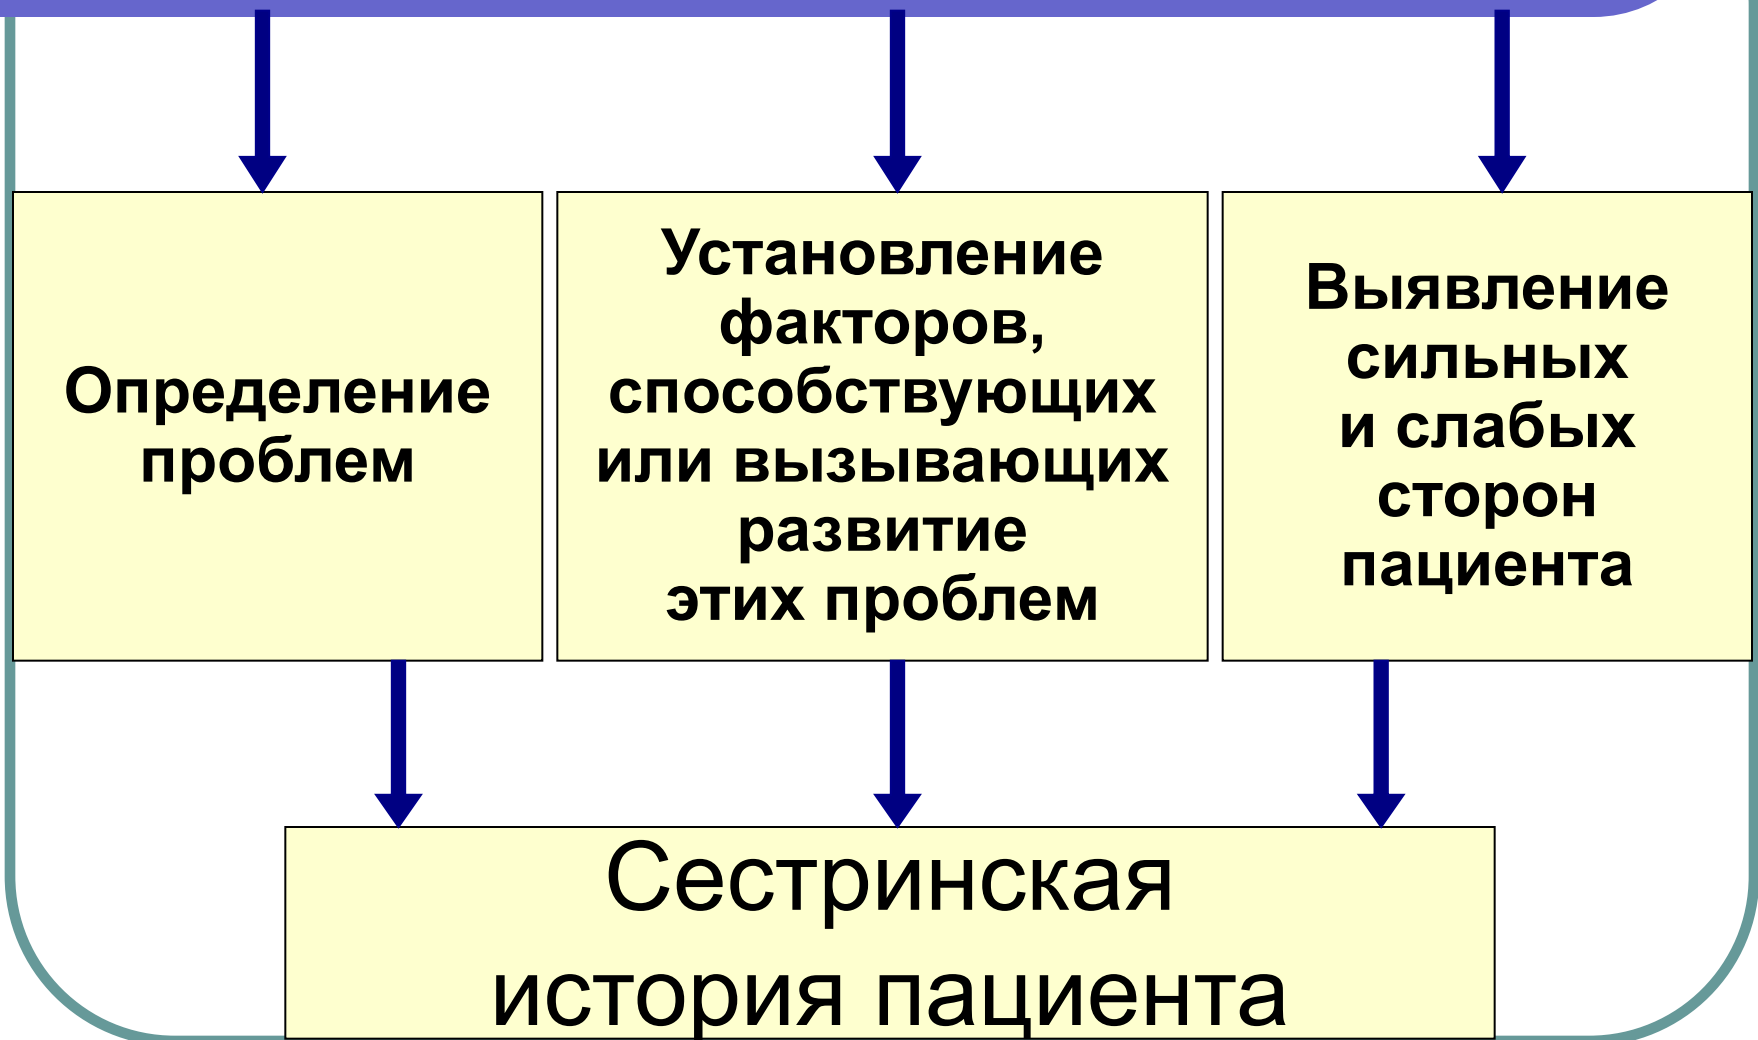 Определение
проблем
Установление
факторов,
способствующих
или вызывающих
развитие
этих проблем
Выявление
сильных
и слабых
сторон
пациента
Сестринская
история пациента